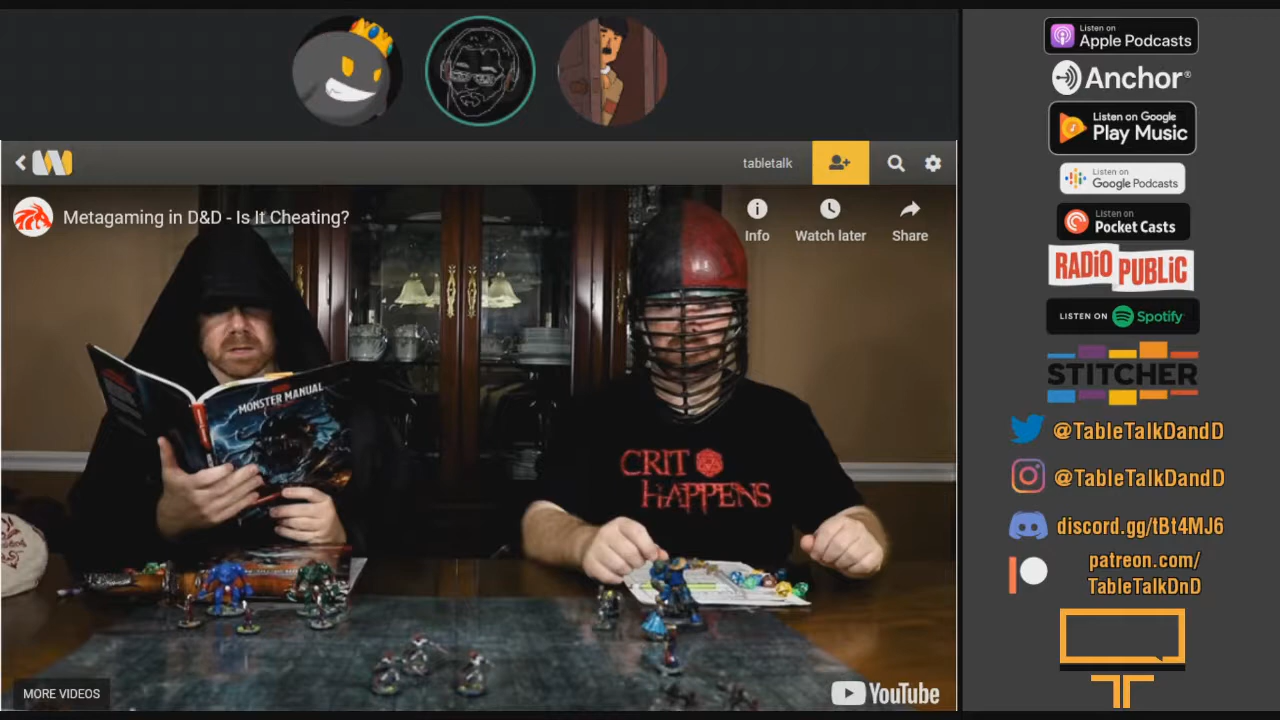 tabletalk
Metagaming in D&D - Is It Cheating?
Info
Watch later
Share
MONSTER MANUAL
CRIT
HAPPENS
MORE VIDEOS
YouTube
Listen on
Apple Podcasts
Anchor®
Listen on Google
Play Music
Listen on
Google Podcasts
Listen on
Pocket Casts
RADiO PUBLiC
LISTEN ON Spotify
STITCHER
@TableTalkDandD
@TableTalkDandD
discord.gg/tBt4MJ6
patreon.com/
TableTalkDnD